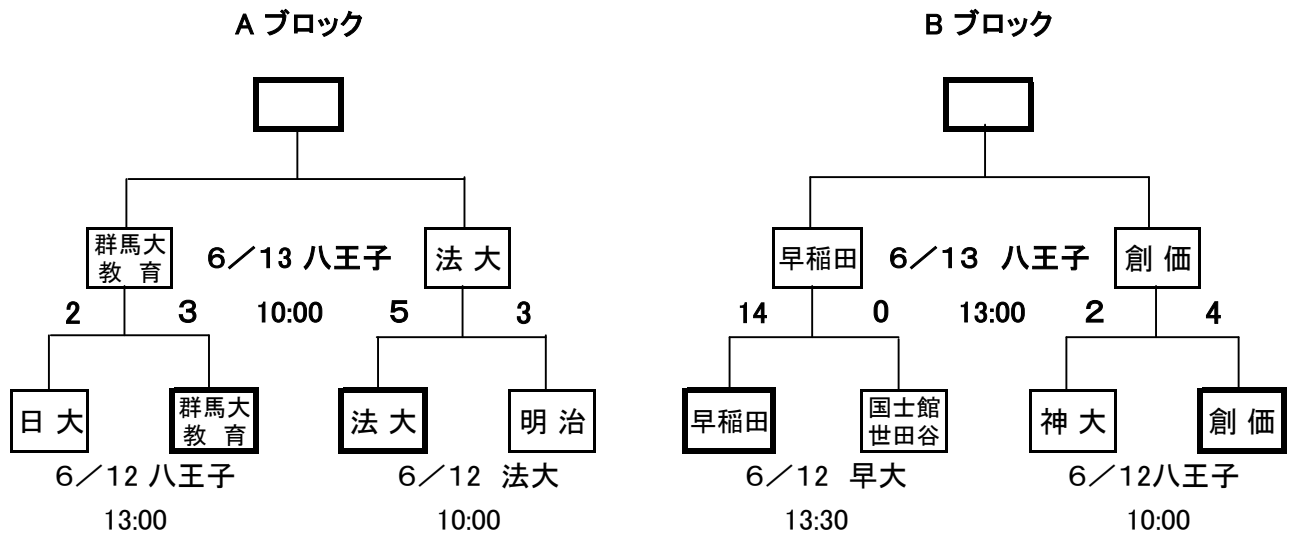 A ブロック
B ブロック
群馬大
教 育
6/13 八王子
法 大
早稲田
6/13 八王子
創 価
2
3
10:00
5
3
14
0
13:00
2
4
日 大
群馬大
教 育
法 大
明 治
早稲田
国士館
世田谷
神 大
創 価
6/12 八王子
6/12 法大
6/12 早大
6/12八王子
13:00
10:00
13:30
10:00